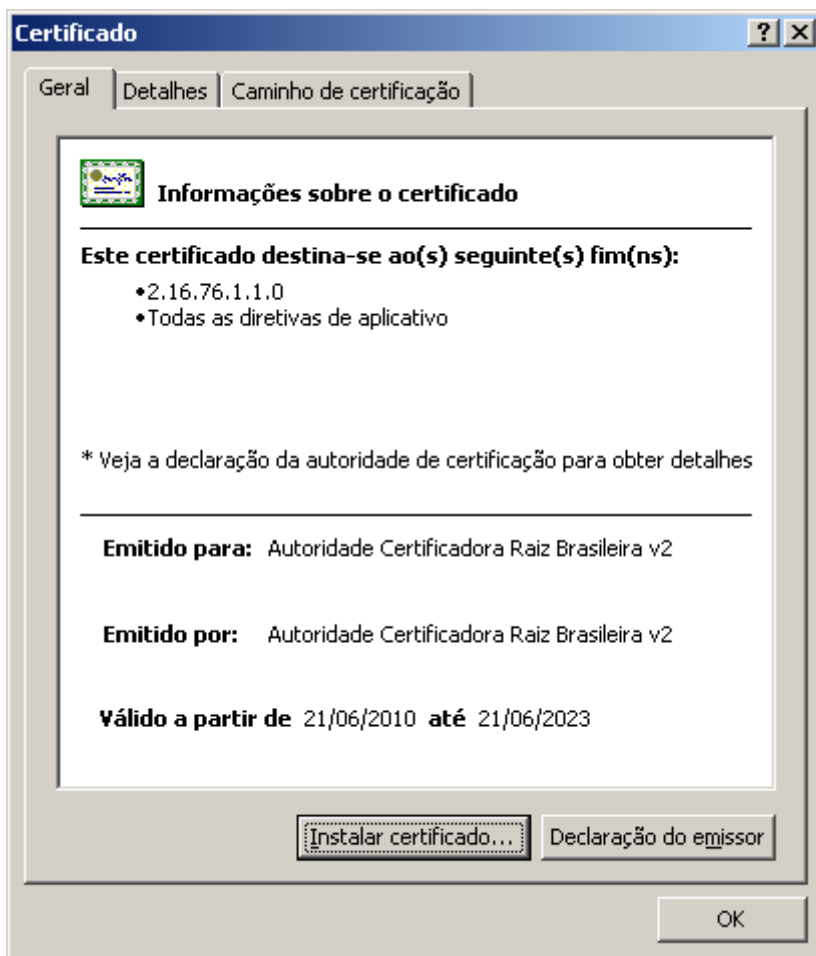 Certificado
Geral
Detalhes
Caminho de certificação
Informações sobre o certificado
Este certificado destina-se ao(s) seguinte(s) fim(ns):
•2.16.76.1.1.0
•Todas as diretivas de aplicativo
* Veja a declaração da autoridade de certificação para obter detalhes
Emitido para: Autoridade Certificadora Raiz Brasileira v2
Emitido por: Autoridade Certificadora Raiz Brasileira v2
Válido a partir de 21/06/2010 até 21/06/2023
Instalar certificado...
Declaração do emissor
OK